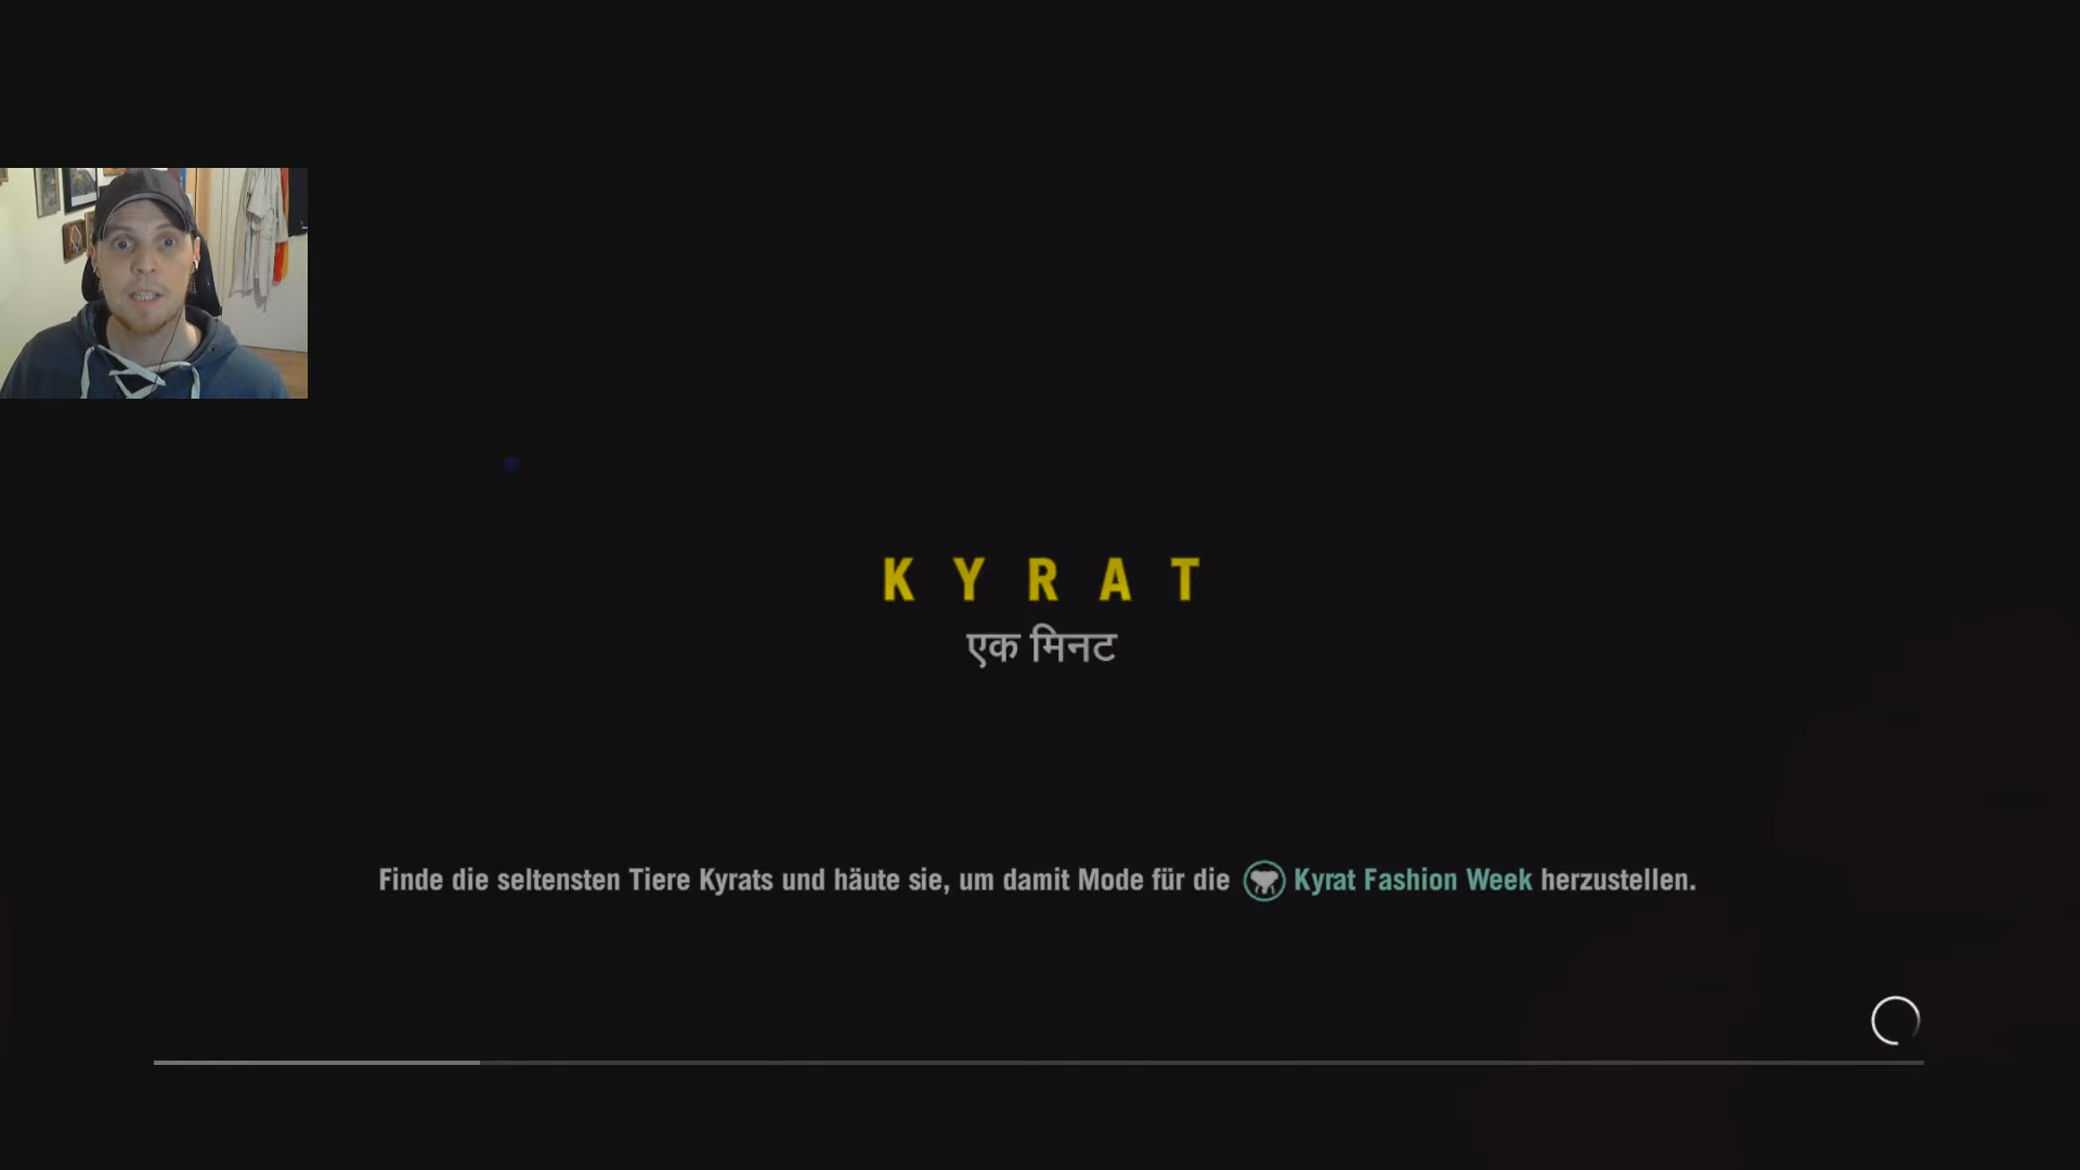 KYRAT
एक मिनट
Finde die seltensten Tiere Kyrats und häute sie, um damit Mode für die Kyrat Fashion Week herzustellen.